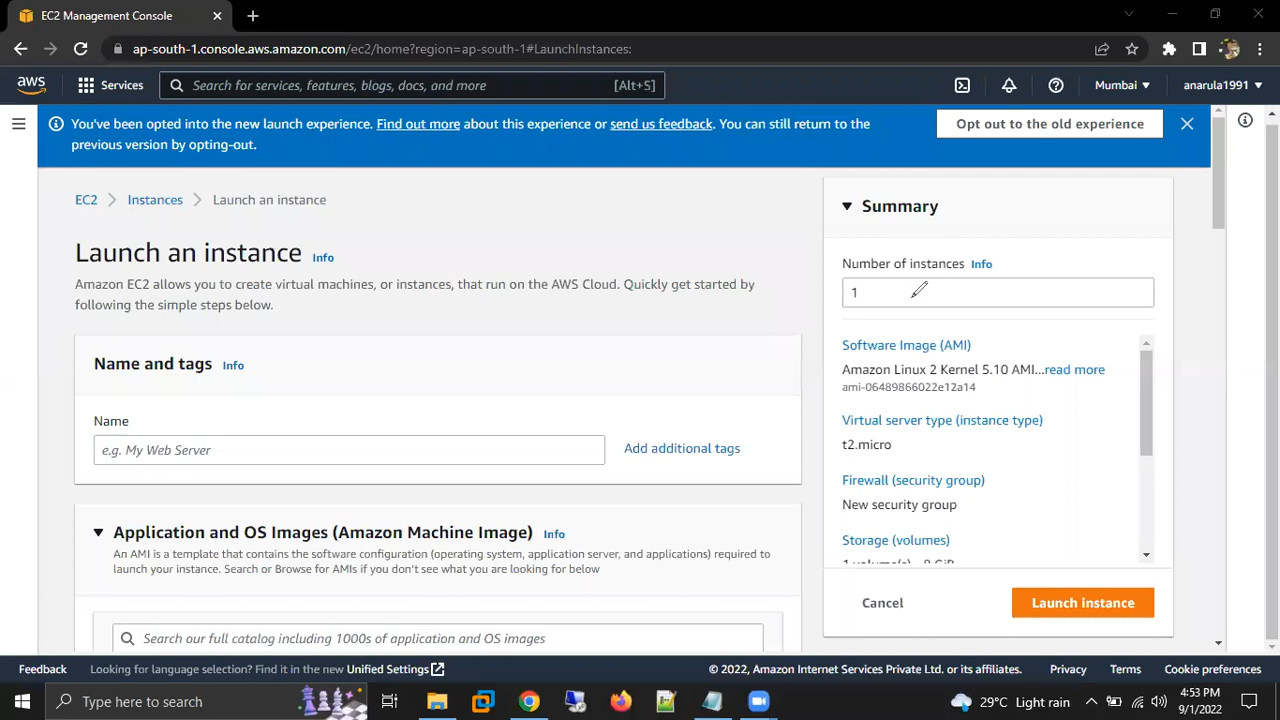 EC2 Management Console
ap-south-1.console.aws.amazon.com/ec2/home?region=ap-south-1#LaunchInstances:
aws
Services
Search for services, features, blogs, docs, and more
[Alt+S]
Mumbai
anarula1991
You've been opted into the new launch experience. Find out more about this experience or send us feedback. You can still return to the
previous version by opting-out.
Opt out to the old experience
EC2
Instances
Launch an instance
Launch an instance Info
Amazon EC2 allows you to create virtual machines, or instances, that run on the AWS Cloud. Quickly get started by
following the simple steps below.
Name and tags Info
Name
e.g. My Web Server
Add additional tags
Application and OS Images (Amazon Machine Image) Info
An AMI is a template that contains the software configuration (operating system, application server, and applications) required to
launch your instance. Search or Browse for AMIs if you don't see what you are looking for below
Search our full catalog including 1000s of application and OS images
Summary
Number of instances Info
1
Software Image (AMI)
Amazon Linux 2 Kernel 5.10 AMI...read more
ami-06489866022e12a14
Virtual server type (instance type)
t2.micro
Firewall (security group)
New security group
Storage (volumes)
1 volume(s) - 8 GiB
Cancel
Launch instance
Feedback
Looking for language selection? Find it in the new Unified Settings
© 2022, Amazon Internet Services Private Ltd. or its affiliates.
Privacy
Terms
Cookie preferences
Type here to search
29°C Light rain
4:53 PM
9/1/2022